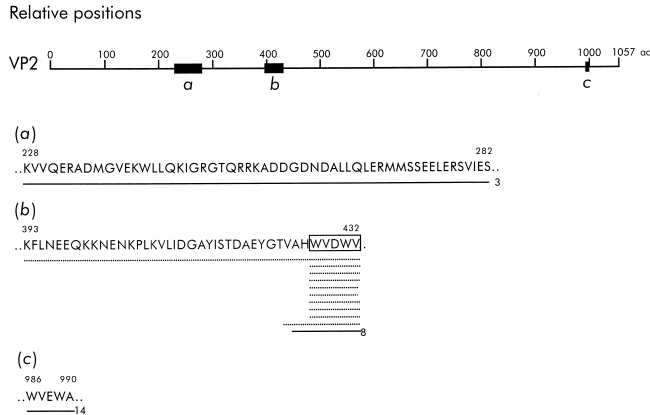 Relative positions
0 100 200 300 400 500 600 700 800 900 1000 1057 aa
VP2
a b c
(a)
228 282
..KVVQERADMGVEKWLLQKIGRGTQRRKADDGDNDALLQLERMMSSEELERSVIES..
3
(b)
393 432
..KFLNEEQKKNENKPLKVLIDGAYISTDAEYGTVAHWVDWV.
8
(c)
986 990
..WVEWA..
14